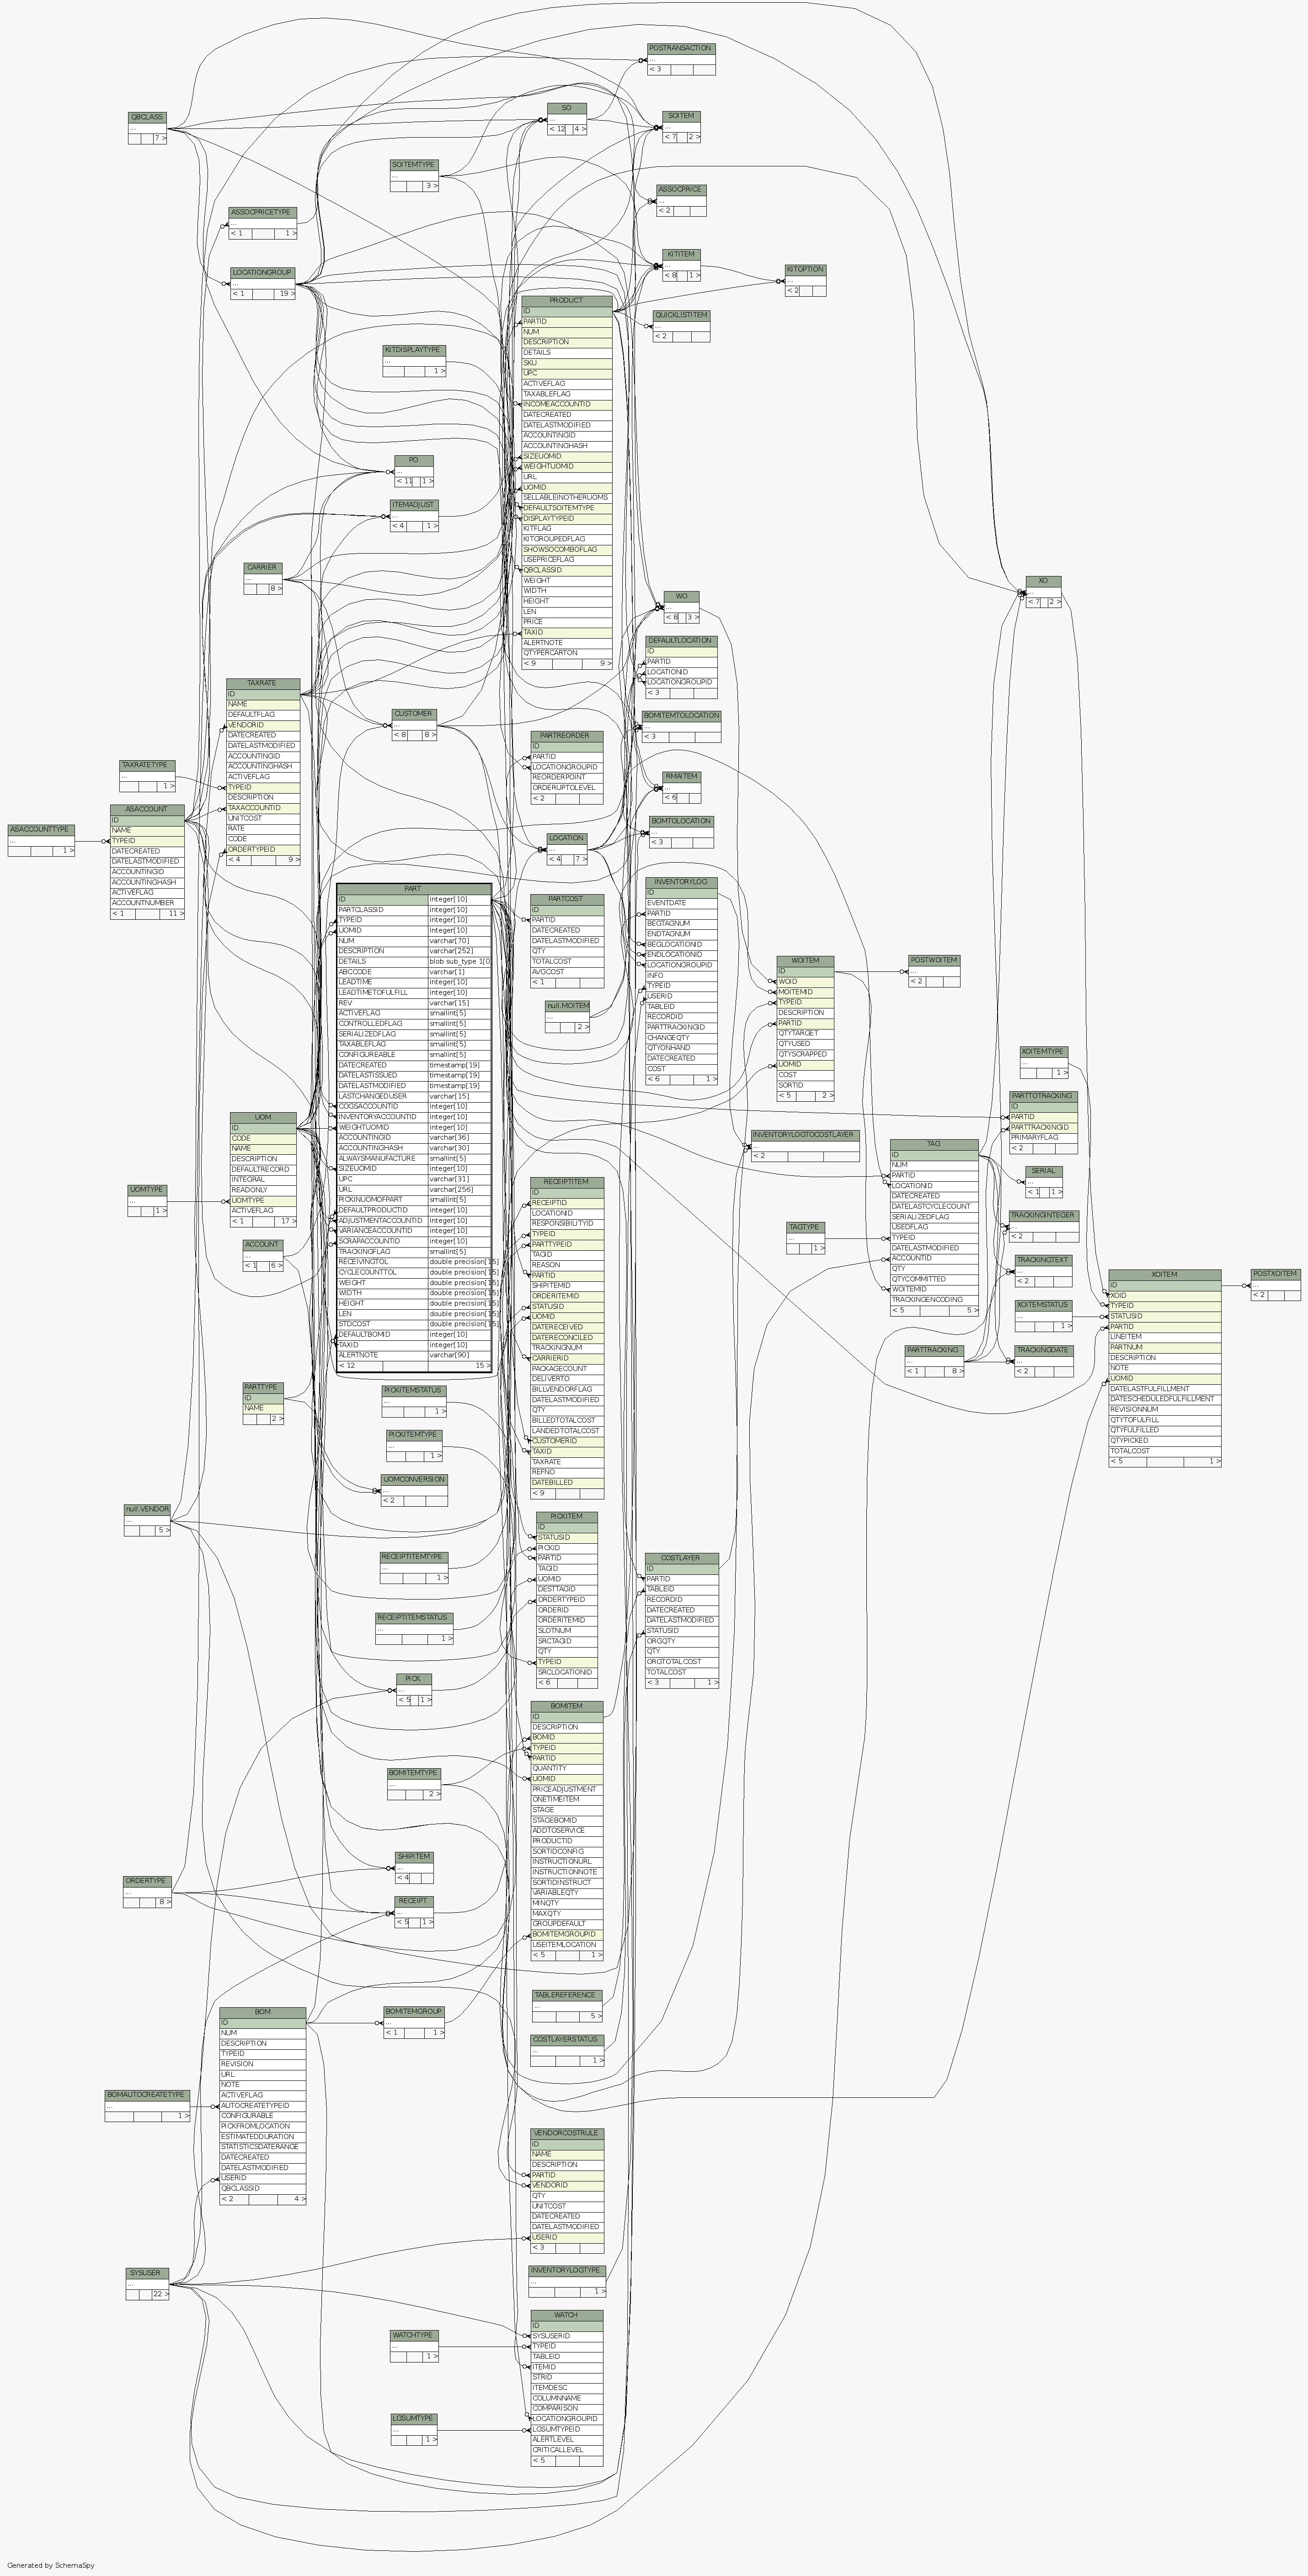 POSTRANSACTION
...
< 3
SO
...
< 12 4 >
QBCLASS
...
7 >
SOITEM
...
< 7 2 >
SOITEMTYPE
...
3 >
ASSOCPRICE
...
< 2
ASSOCPRICETYPE
...
< 1 1 >
KITITEM
...
< 8 1 >
LOCATIONGROUP
...
< 1 19 >
KITOPTION
...
< 2
PRODUCT
ID
PARTID
NUM
DESCRIPTION
DETAILS
SKU
UPC
ACTIVEFLAG
TAXABLEFLAG
INCOMEACCOUNTID
DATECREATED
DATELASTMODIFIED
ACCOUNTINGID
ACCOUNTINGHASH
SIZEUOMID
WEIGHTUOMID
URL
UOMID
SELLABLEINOTHERUOMS
DEFAULTSOITEMTYPE
DISPLAYTYPEID
KITFLAG
KITGROUPEDFLAG
SHOWSOCOMBOFLAG
USEPRICEFLAG
QBCLASSID
WEIGHT
WIDTH
HEIGHT
LEN
PRICE
TAXID
ALERTNOTE
QTYPERCARTON
< 9 9 >
QUICKLISTITEM
...
< 2
KITDISPLAYTYPE
...
1 >
PO
...
< 11 1 >
ITEMADJUST
...
< 4 1 >
CARRIER
...
8 >
XO
...
< 7 2 >
WO
...
< 8 3 >
DEFAULTLOCATION
ID
PARTID
LOCATIONID
LOCATIONGROUPID
< 3
TAXRATE
ID
NAME
DEFAULTFLAG
VENDORID
DATECREATED
DATELASTMODIFIED
ACCOUNTINGID
ACCOUNTINGHASH
ACTIVEFLAG
TYPEID
DESCRIPTION
TAXACCOUNTID
UNITCOST
RATE
CODE
ORDERTYPEID
< 4 9 >
CUSTOMER
...
< 8 8 >
BOMITEMTOLOCATION
...
< 3
PARTREORDER
ID
PARTID
LOCATIONGROUPID
REORDERPOINT
ORDERUPTOLEVEL
< 2
TAXRATETYPE
...
1 >
RMAITEM
...
< 6
ASACCOUNT
ID
NAME
TYPEID
DATECREATED
DATELASTMODIFIED
ACCOUNTINGID
ACCOUNTINGHASH
ACTIVEFLAG
ACCOUNTNUMBER
< 1 11 >
ASACCOUNTTYPE
...
1 >
BOMTOLOCATION
...
< 3
LOCATION
...
< 4 7 >
PART
ID integer[10]
PARTCLASSID integer[10]
TYPEID integer[10]
UOMID integer[10]
NUM varchar[70]
DESCRIPTION varchar[252]
DETAILS blob sub_type 1[0]
ABCCODE varchar[1]
LEADTIME integer[10]
LEADTIMETOFULFILL integer[10]
REV varchar[15]
ACTIVEFLAG smallint[5]
CONTROLLEDFLAG smallint[5]
SERIALIZEDFLAG smallint[5]
TAXABLEFLAG smallint[5]
CONFIGUREABLE smallint[5]
DATECREATED timestamp[19]
DATELASTISSUED timestamp[19]
DATELASTMODIFIED timestamp[19]
LASTCHANGEDUSER varchar[15]
COGSACCOUNTID integer[10]
INVENTORYACCOUNTID integer[10]
WEIGHTUOMID integer[10]
ACCOUNTINGID varchar[36]
ACCOUNTINGHASH varchar[30]
ALWAYSMANUFACTURE smallint[5]
SIZEUOMID integer[10]
UPC varchar[31]
URL varchar[256]
PICKINUOMOFPART smallint[5]
DEFAULTPRODUCTID integer[10]
ADJUSTMENTACCOUNTID integer[10]
VARIANCEACCOUNTID integer[10]
SCRAPACCOUNTID integer[10]
TRACKINGFLAG smallint[5]
RECEIVINGTOL double precision[15]
CYCLECOUNTTOL double precision[15]
WEIGHT double precision[15]
WIDTH double precision[15]
HEIGHT double precision[15]
LEN double precision[15]
STDCOST double precision[15]
DEFAULTBOMID integer[10]
TAXID integer[10]
ALERTNOTE varchar[90]
< 12 15 >
PARTCOST
ID
PARTID
DATECREATED
DATELASTMODIFIED
QTY
TOTALCOST
AVGCOST
< 1
INVENTORYLOG
ID
EVENTDATE
PARTID
BEGTAGNUM
ENDTAGNUM
BEGLOCATIONID
ENDLOCATIONID
LOCATIONGROUPID
INFO
TYPEID
USERID
TABLEID
RECORDID
PARTTRACKINGID
CHANGEQTY
QTYONHAND
DATECREATED
COST
< 6 1 >
null.MOITEM
...
2 >
WOITEM
ID
WOID
MOITEMID
TYPEID
DESCRIPTION
PARTID
QTYTARGET
QTYUSED
QTYSCRAPPED
UOMID
COST
SORTID
< 5 2 >
POSTWOITEM
...
< 2
XOITEMTYPE
...
1 >
PARTTOTRACKING
ID
PARTID
PARTTRACKINGID
PRIMARYFLAG
< 2
UOM
ID
CODE
NAME
DESCRIPTION
DEFAULTRECORD
INTEGRAL
READONLY
UOMTYPE
ACTIVEFLAG
< 1 17 >
UOMTYPE
...
1 >
INVENTORYLOGTOCOSTLAYER
...
< 2
TAG
ID
NUM
PARTID
LOCATIONID
DATECREATED
DATELASTCYCLECOUNT
SERIALIZEDFLAG
USEDFLAG
TYPEID
DATELASTMODIFIED
ACCOUNTID
QTY
QTYCOMMITTED
WOITEMID
TRACKINGENCODING
< 5 5 >
SERIAL
...
< 1 1 >
TRACKINGINTEGER
...
< 2
TAGTYPE
...
1 >
RECEIPTITEM
ID
RECEIPTID
LOCATIONID
RESPONSIBILITYID
TYPEID
PARTTYPEID
TAGID
REASON
PARTID
SHIPITEMID
ORDERITEMID
STATUSID
UOMID
DATERECEIVED
DATERECONCILED
TRACKINGNUM
CARRIERID
PACKAGECOUNT
DELIVERTO
BILLVENDORFLAG
DATELASTMODIFIED
QTY
BILLEDTOTALCOST
LANDEDTOTALCOST
CUSTOMERID
TAXID
TAXRATE
REFNO
DATEBILLED
< 9
ACCOUNT
...
< 1 6 >
TRACKINGTEXT
...
< 2
XOITEM
ID
XOID
TYPEID
STATUSID
PARTID
LINEITEM
PARTNUM
DESCRIPTION
NOTE
UOMID
DATELASTFULFILLMENT
DATESCHEDULEDFULFILLMENT
REVISIONNUM
QTYTOFULFILL
QTYFULFILLED
QTYPICKED
TOTALCOST
< 5 1 >
POSTXOITEM
...
< 2
XOITEMSTATUS
...
1 >
PARTTRACKING
...
< 1 8 >
TRACKINGDATE
...
< 2
PARTTYPE
ID
NAME
2 >
PICKITEMSTATUS
...
1 >
PICKITEMTYPE
...
1 >
UOMCONVERSION
...
< 2
null.VENDOR
...
5 >
PICKITEM
ID
STATUSID
PICKID
PARTID
TAGID
UOMID
DESTTAGID
ORDERTYPEID
ORDERID
ORDERITEMID
SLOTNUM
SRCTAGID
QTY
TYPEID
SRCLOCATIONID
< 6
RECEIPTITEMTYPE
...
1 >
COSTLAYER
ID
PARTID
TABLEID
RECORDID
DATECREATED
DATELASTMODIFIED
STATUSID
ORGQTY
QTY
ORGTOTALCOST
TOTALCOST
< 3 1 >
RECEIPTITEMSTATUS
...
1 >
PICK
...
< 5 1 >
BOMITEM
ID
DESCRIPTION
BOMID
TYPEID
PARTID
QUANTITY
UOMID
PRICEADJUSTMENT
ONETIMEITEM
STAGE
STAGEBOMID
ADDTOSERVICE
PRODUCTID
SORTIDCONFIG
INSTRUCTIONURL
INSTRUCTIONNOTE
SORTIDINSTRUCT
VARIABLEQTY
MINQTY
MAXQTY
GROUPDEFAULT
BOMITEMGROUPID
USEITEMLOCATION
< 5 1 >
BOMITEMTYPE
...
2 >
SHIPITEM
...
< 4
ORDERTYPE
...
8 >
RECEIPT
...
< 5 1 >
TABLEREFERENCE
...
5 >
BOM
ID
NUM
DESCRIPTION
TYPEID
REVISION
URL
NOTE
ACTIVEFLAG
AUTOCREATETYPEID
CONFIGURABLE
PICKFROMLOCATION
ESTIMATEDDURATION
STATISTICSDATERANGE
DATECREATED
DATELASTMODIFIED
USERID
QBCLASSID
< 2 4 >
BOMITEMGROUP
...
< 1 1 >
COSTLAYERSTATUS
...
1 >
BOMAUTOCREATETYPE
...
1 >
VENDORCOSTRULE
ID
NAME
DESCRIPTION
PARTID
VENDORID
QTY
UNITCOST
DATECREATED
DATELASTMODIFIED
USERID
< 3
SYSUSER
...
22 >
INVENTORYLOGTYPE
...
1 >
WATCH
ID
SYSUSERID
TYPEID
TABLEID
ITEMID
STRID
ITEMDESC
COLUMNNAME
COMPARISON
LOCATIONGROUPID
LGSUMTYPEID
ALERTLEVEL
CRITICALLEVEL
< 5
WATCHTYPE
...
1 >
LGSUMTYPE
...
1 >
Generated by SchemaSpy